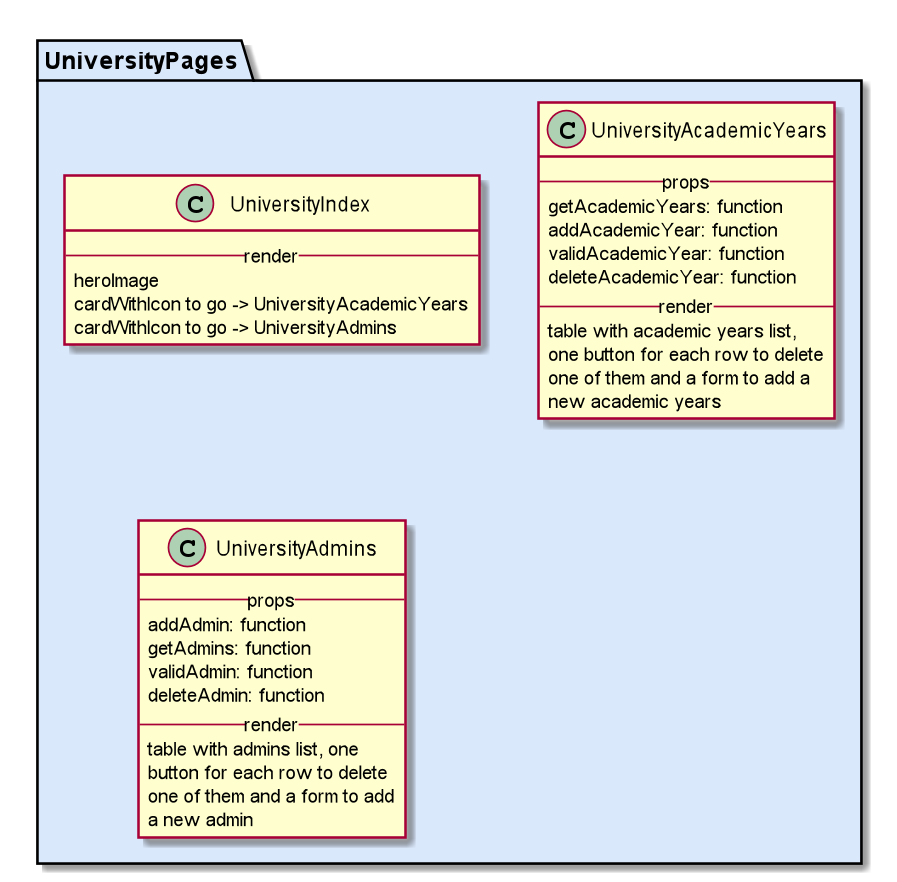 UniversityPages
C UniversityAcademicYears
props
getAcademicYears: function
addAcademicYear: function
validAcademicYear: function
deleteAcademicYear: function
render
table with academic years list,
one button for each row to delete
one of them and a form to add a
new academic years
C UniversityIndex
render
heroImage
cardWithIcon to go -> UniversityAcademicYears
cardWithIcon to go -> UniversityAdmins
C UniversityAdmins
props
addAdmin: function
getAdmins: function
validAdmin: function
deleteAdmin: function
render
table with admins list, one
button for each row to delete
one of them and a form to add
a new admin